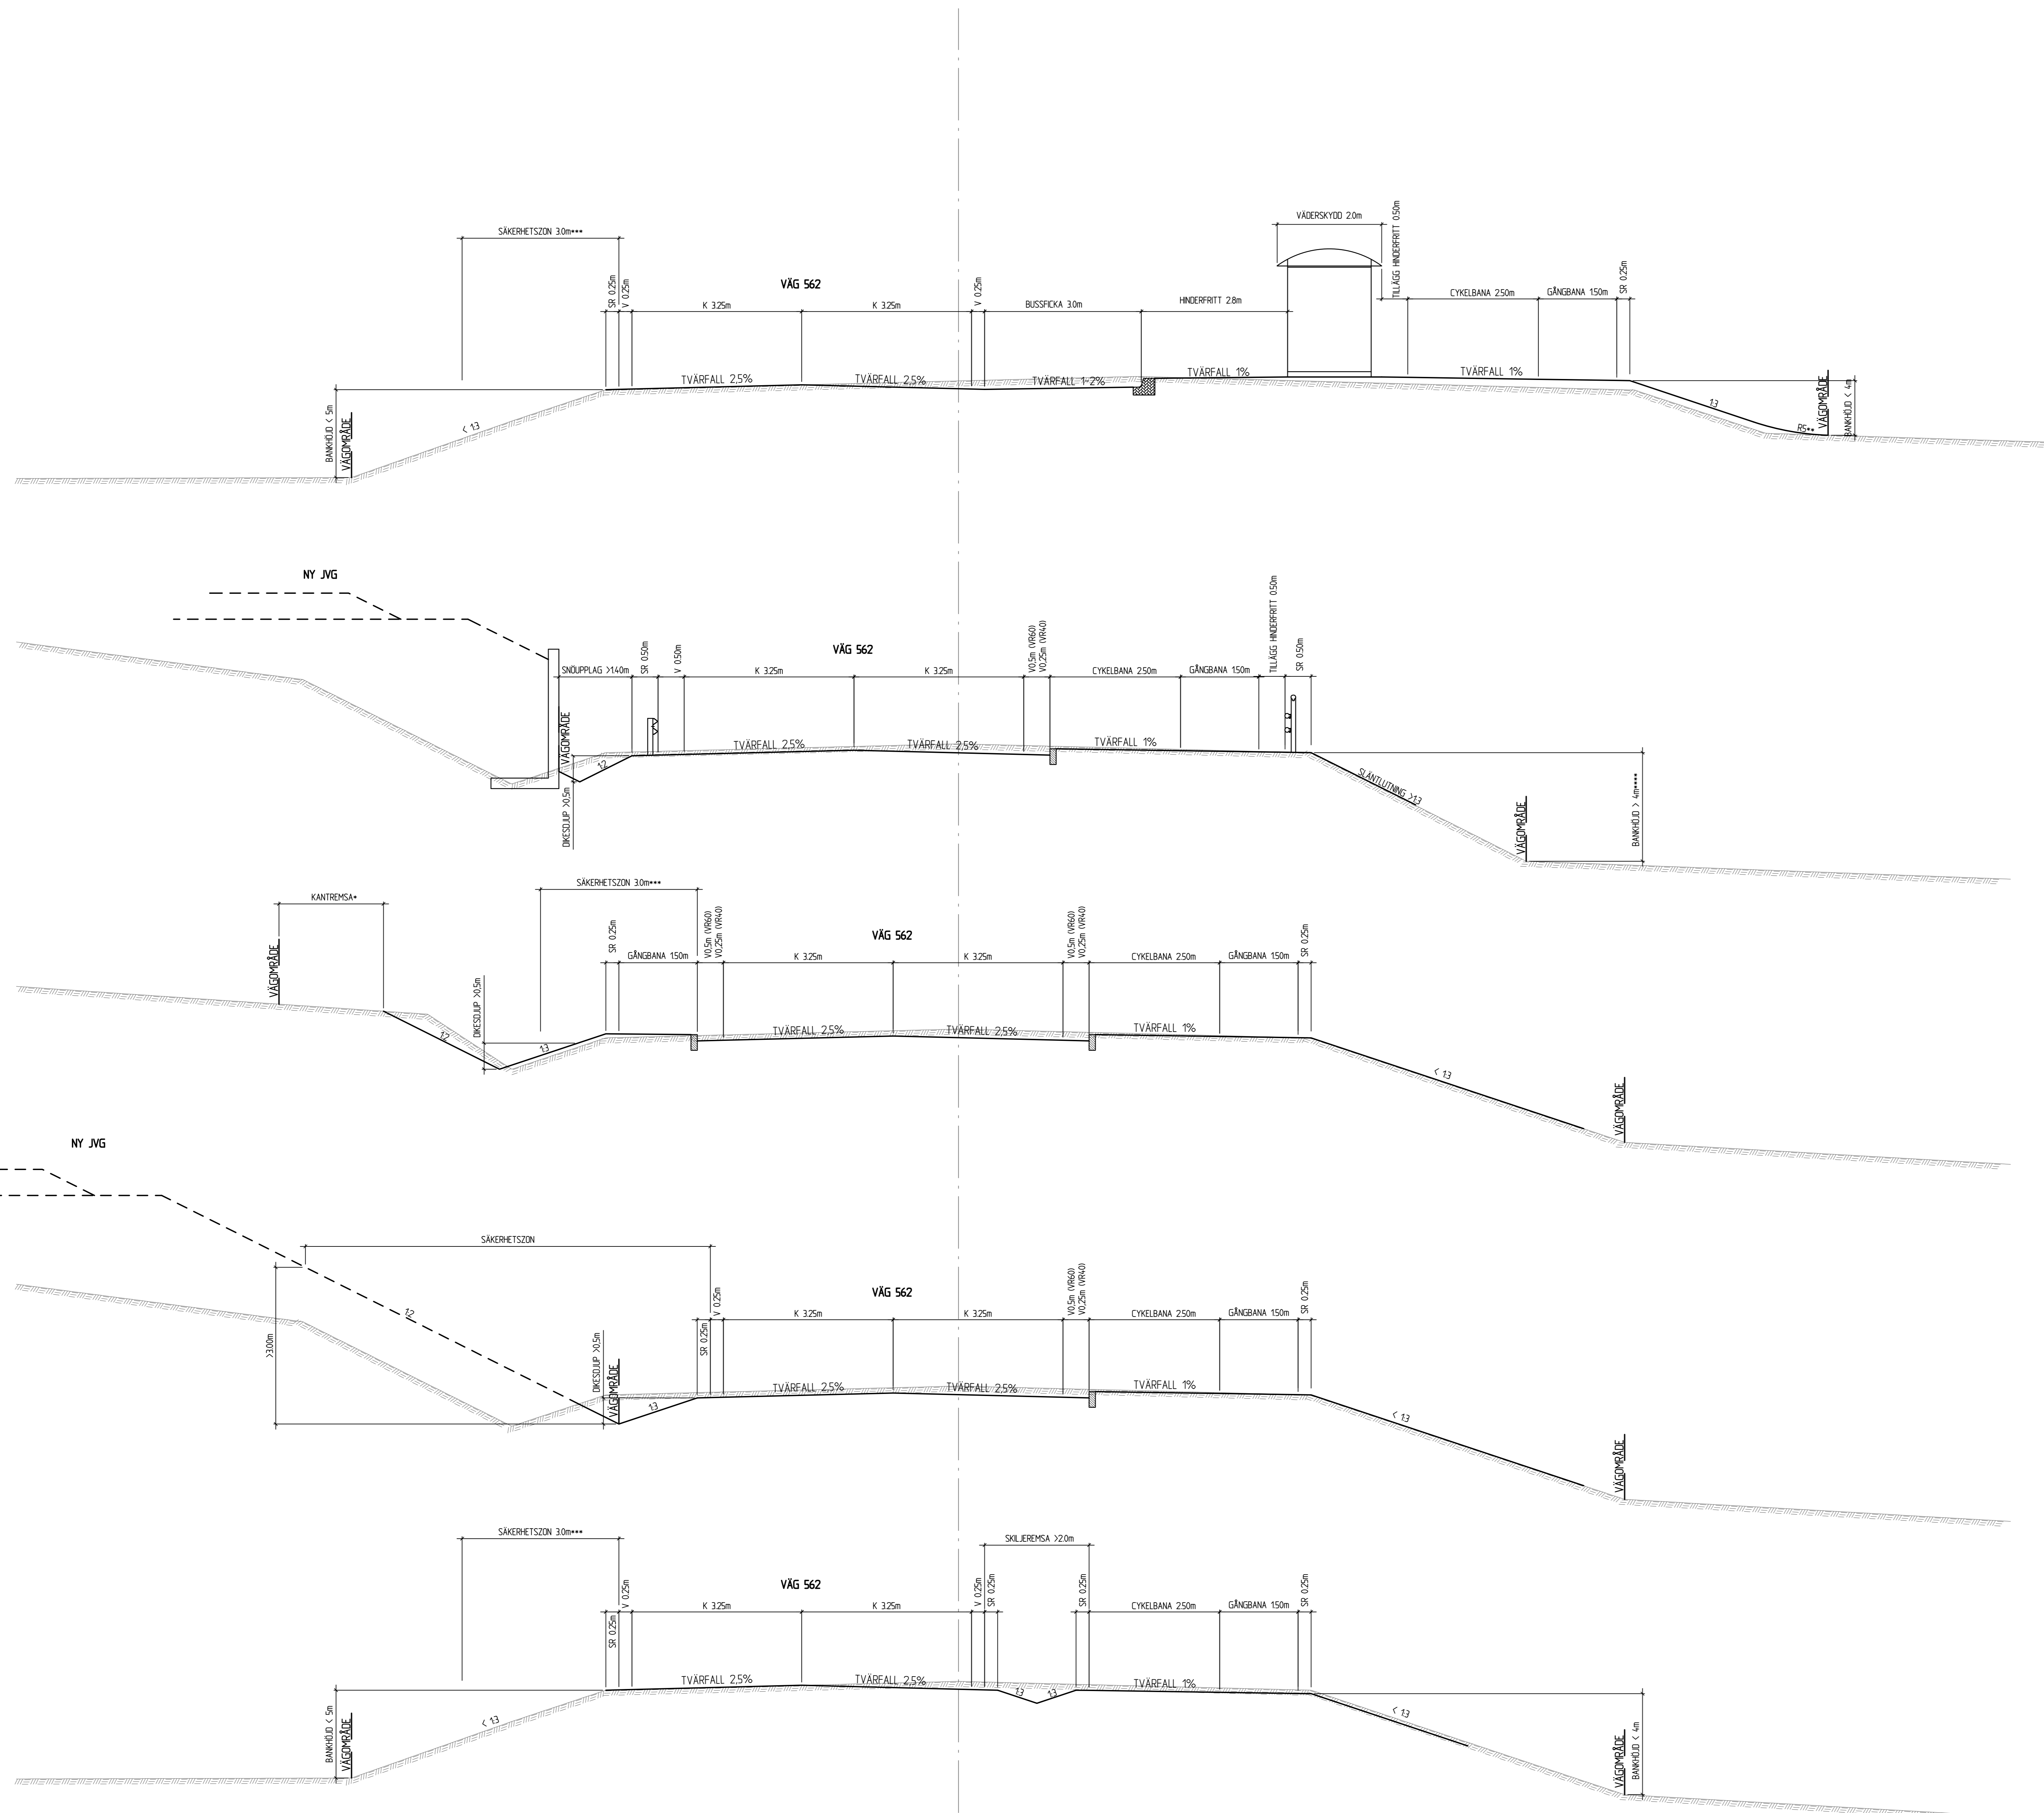 SÄKERHETSZON 3.0m***
SR 0.25m
V 0.25m
VÄG 562
K 3.25m
K 3.25m
V 0.25m
BUSSFICKA 3.0m
HINDERFRITT 2.8m
VÄDERSKYDD 2.0m
TILLÄGG HINDERFRITT 0.50m
CYKELBANA 2.50m
GÅNGBANA 1.50m
SR 0.25m
BANKHÖJD < 5m
VÄGOMRÅDE
< 1:3
TVÄRFALL 2,5%
TVÄRFALL 2,5%
TVÄRFALL 1-2%
TVÄRFALL 1%
TVÄRFALL 1%
1:3
R5**
VÄGOMRÅDE
BANKHÖJD < 4m
NY JVG
SNÖUPPLAG >1.40m
SR 0.50m
V 0.50m
VÄG 562
K 3.25m
K 3.25m
V0,5m (VR60)
V0,25m (VR40)
CYKELBANA 2.50m
GÅNGBANA 1.50m
TILLÄGG HINDERFRITT 0.50m
SR 0.50m
VÄGOMRÅDE
DIKESDJUP >0,5m
1:2
TVÄRFALL 2,5%
TVÄRFALL 2,5%
TVÄRFALL 1%
SLÄNTLUTNING >1:3
VÄGOMRÅDE
BANKHÖJD > 4m****
KANTREMSA*
SÄKERHETSZON 3.0m***
VÄGOMRÅDE
DIKESDJUP >0,5m
SR 0.25m
GÅNGBANA 1.50m
V0,5m (VR60)
V0,25m (VR40)
VÄG 562
K 3.25m
K 3.25m
V0,5m (VR60)
V0,25m (VR40)
CYKELBANA 2.50m
GÅNGBANA 1.50m
SR 0.25m
1:2
1:3
TVÄRFALL 2,5%
TVÄRFALL 2,5%
TVÄRFALL 1%
< 1:3
VÄGOMRÅDE
NY JVG
SÄKERHETSZON
>3.00m
1:2
DIKESDJUP >0,5m
VÄGOMRÅDE
1:3
SR 0.25m
V 0.25m
VÄG 562
K 3.25m
K 3.25m
V0,5m (VR60)
V0,25m (VR40)
CYKELBANA 2.50m
GÅNGBANA 1.50m
SR 0.25m
TVÄRFALL 2,5%
TVÄRFALL 2,5%
TVÄRFALL 1%
< 1:3
VÄGOMRÅDE
SÄKERHETSZON 3.0m***
SKILJEREMSA >2.0m
SR 0.25m
V 0.25m
VÄG 562
K 3.25m
K 3.25m
V 0.25m
SR 0.25m
SR 0.25m
CYKELBANA 2.50m
GÅNGBANA 1.50m
SR 0.25m
BANKHÖJD < 5m
VÄGOMRÅDE
< 1:3
TVÄRFALL 2,5%
TVÄRFALL 2,5%
1:3
1:3
TVÄRFALL 1%
< 1:3
VÄGOMRÅDE
BANKHÖJD < 4m